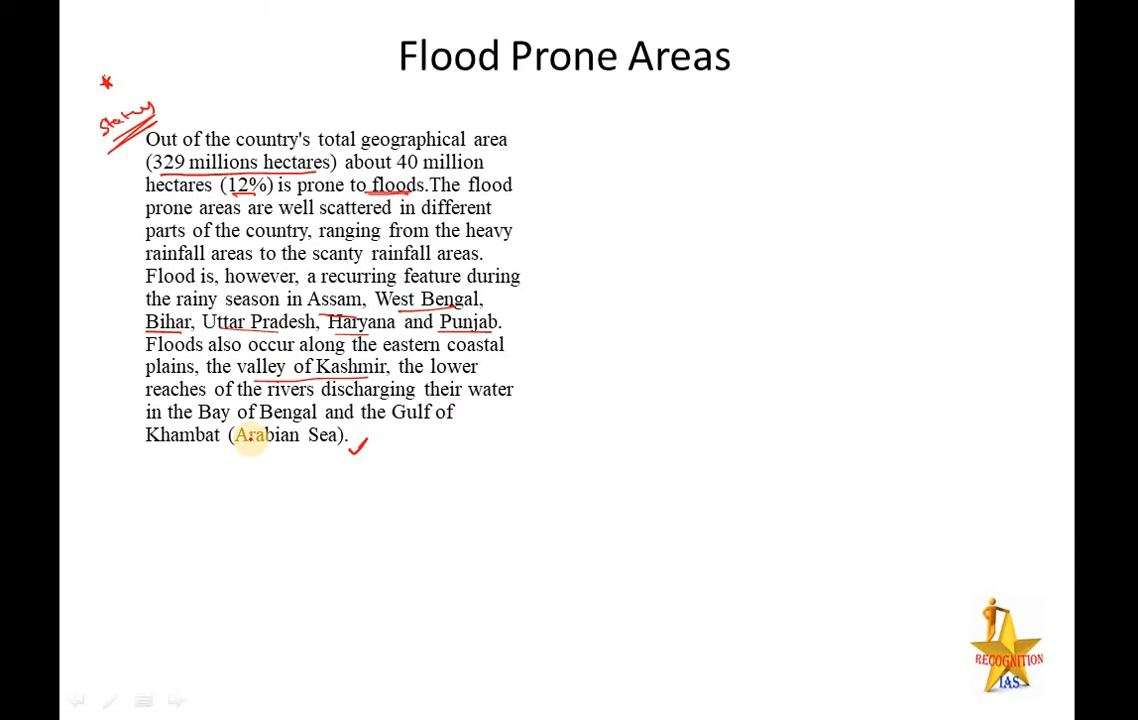 Flood Prone Areas
Status
Out of the country's total geographical area
(329 millions hectares) about 40 million
hectares (12%) is prone to floods.The flood
prone areas are well scattered in different
parts of the country, ranging from the heavy
rainfall areas to the scanty rainfall areas.
Flood is, however, a recurring feature during
the rainy season in Assam, West Bengal,
Bihar, Uttar Pradesh, Haryana and Punjab.
Floods also occur along the eastern coastal
plains, the valley of Kashmir, the lower
reaches of the rivers discharging their water
in the Bay of Bengal and the Gulf of
Khambat (Arabian Sea).
RECOGNITION
IAS